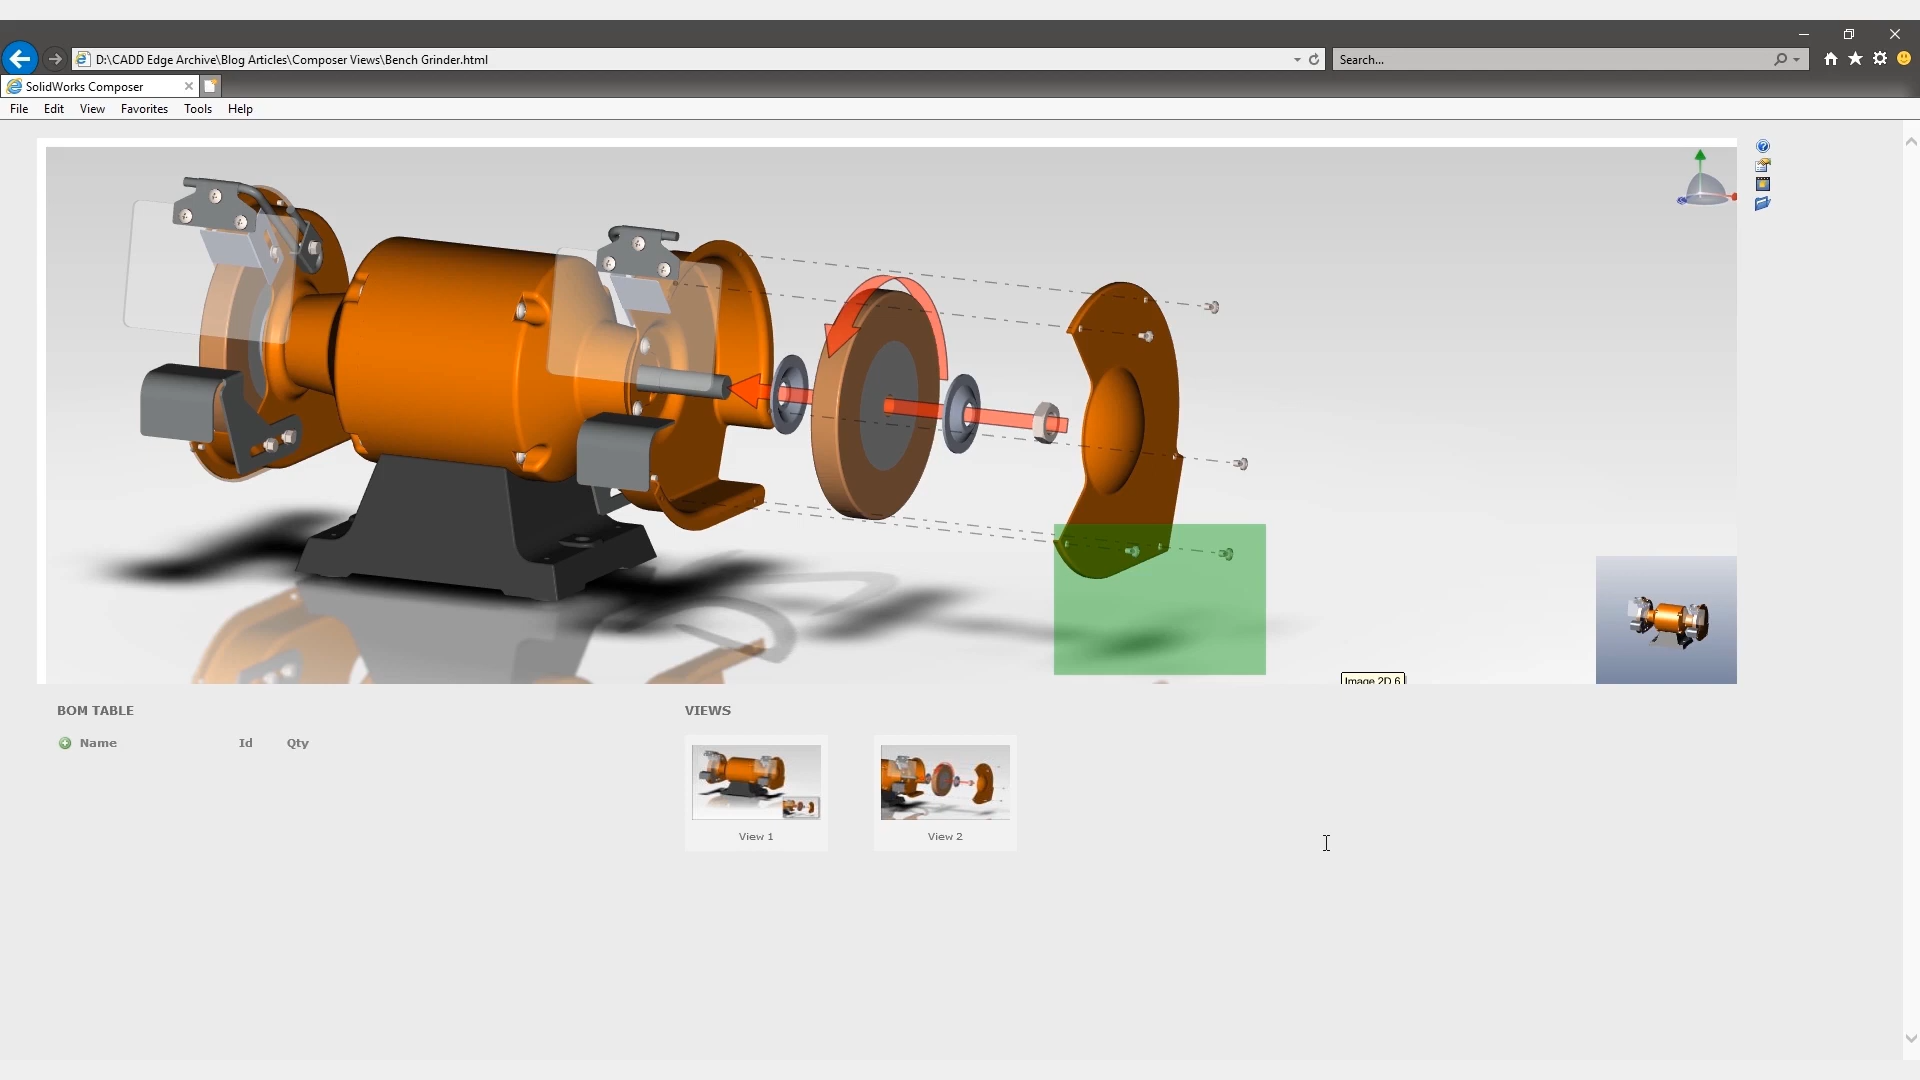 D:\CADD Edge Archive\Blog Articles\Composer Views\Bench Grinder.html
Search...
SolidWorks Composer
File Edit View Favorites Tools Help
Image 2D 6
BOM TABLE
VIEWS
Name Id Qty
View 1
View 2